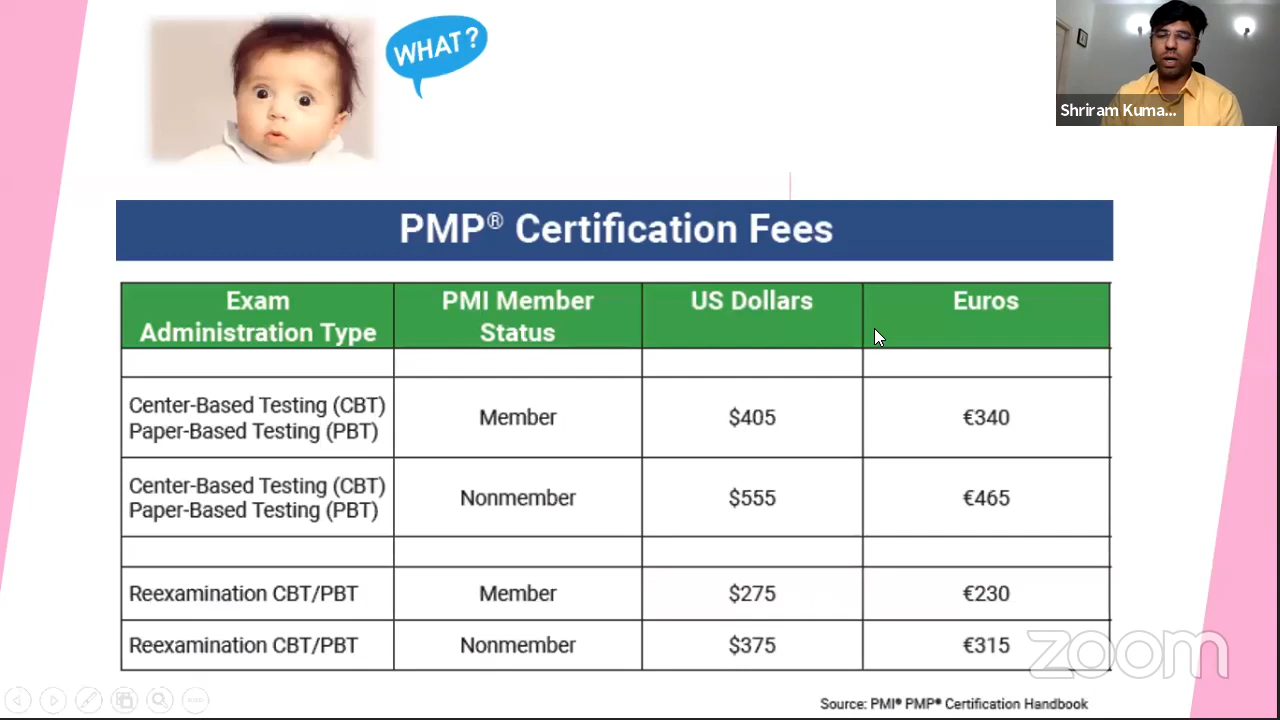 WHAT?
Shriram Kuma...
PMP® Certification Fees
Exam Administration Type
PMI Member Status
US Dollars
Euros
Center-Based Testing (CBT)
Paper-Based Testing (PBT)
Member
$405
€340
Center-Based Testing (CBT)
Paper-Based Testing (PBT)
Nonmember
$555
€465
Reexamination CBT/PBT
Member
$275
€230
Reexamination CBT/PBT
Nonmember
$375
€315
zoom
Source: PMI® PMP® Certification Handbook